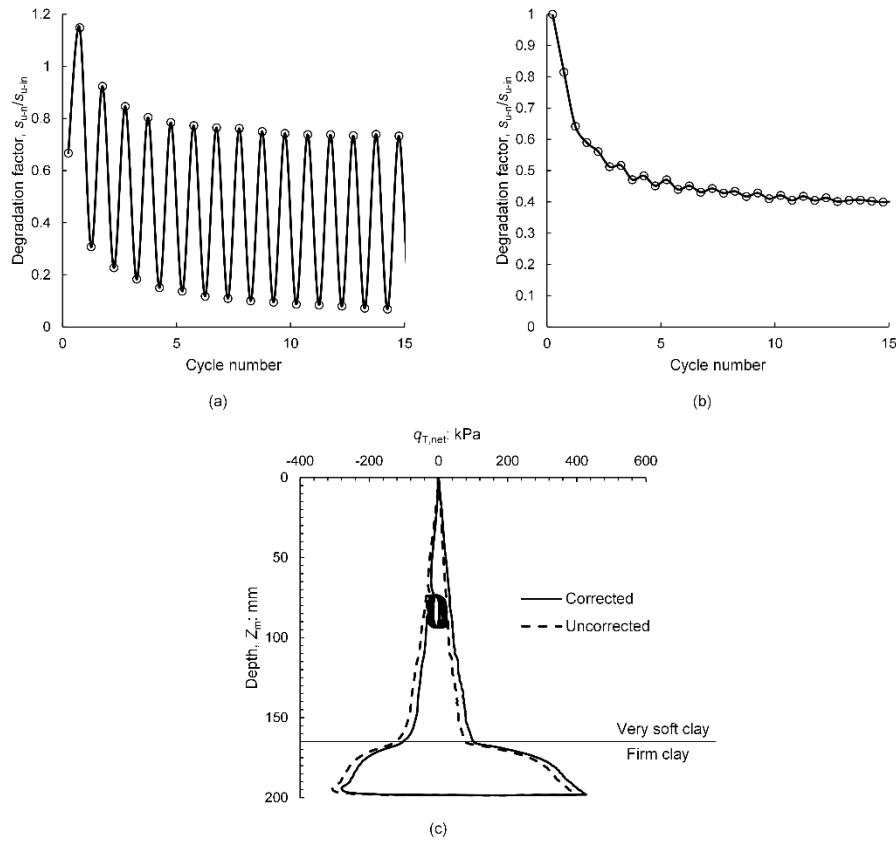 1.2
1
0.8
0.6
0.4
0.2
0
Degradation factor, su-n/su-in
0 5 10 15
Cycle number
(a)
1
0.9
0.8
0.7
0.6
0.5
0.4
0.3
0.2
0.1
0
Degradation factor, su-n/su-in
0 5 10 15
Cycle number
(b)
qT,net: kPa
-400 -200 0 200 400 600
0
50
100
150
200
Depth, Zm: mm
Corrected
Uncorrected
Very soft clay
Firm clay
(c)